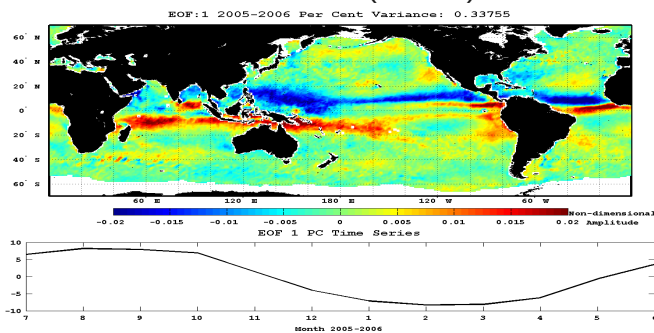 EOF:1 2005-2006 Per Cent Variance: 0.33755
60° N
40° N
20° N
0°
20° S
40° S
60° S
60° E 120° E 180° W 120° W 60° W
-0.02 -0.015 -0.01 -0.005 0 0.005 0.01 0.015 0.02 Non-dimensional
Amplitude
EOF 1 PC Time Series
10
5
0
-5
-10
7 8 9 10 11 12 1 2 3 4 5 6
Month 2005-2006